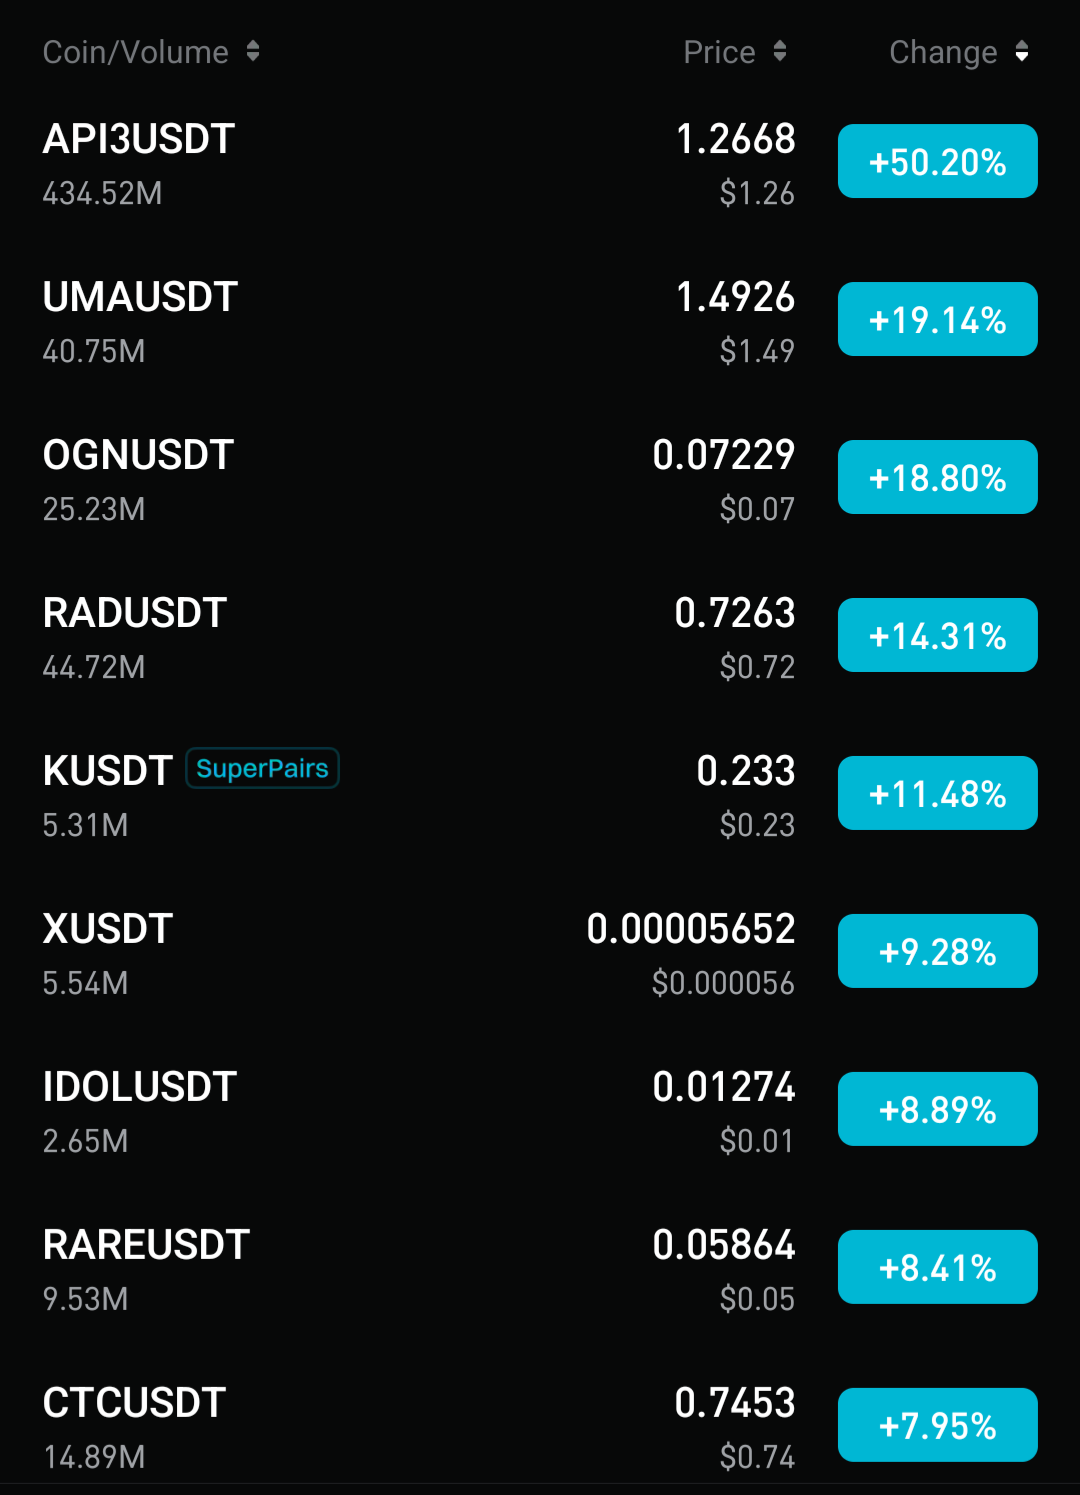 Coin/Volume Price Change
API3USDT 1.2668 +50.20%
434.52M $1.26
UMAUSDT 1.4926 +19.14%
40.75M $1.49
OGNUSDT 0.07229 +18.80%
25.23M $0.07
RADUSDT 0.7263 +14.31%
44.72M $0.72
KUSDT SuperPairs 0.233 +11.48%
5.31M $0.23
XUSDT 0.00005652 +9.28%
5.54M $0.000056
IDOLUSDT 0.01274 +8.89%
2.65M $0.01
RAREUSDT 0.05864 +8.41%
9.53M $0.05
CTCUSDT 0.7453 +7.95%
14.89M $0.74